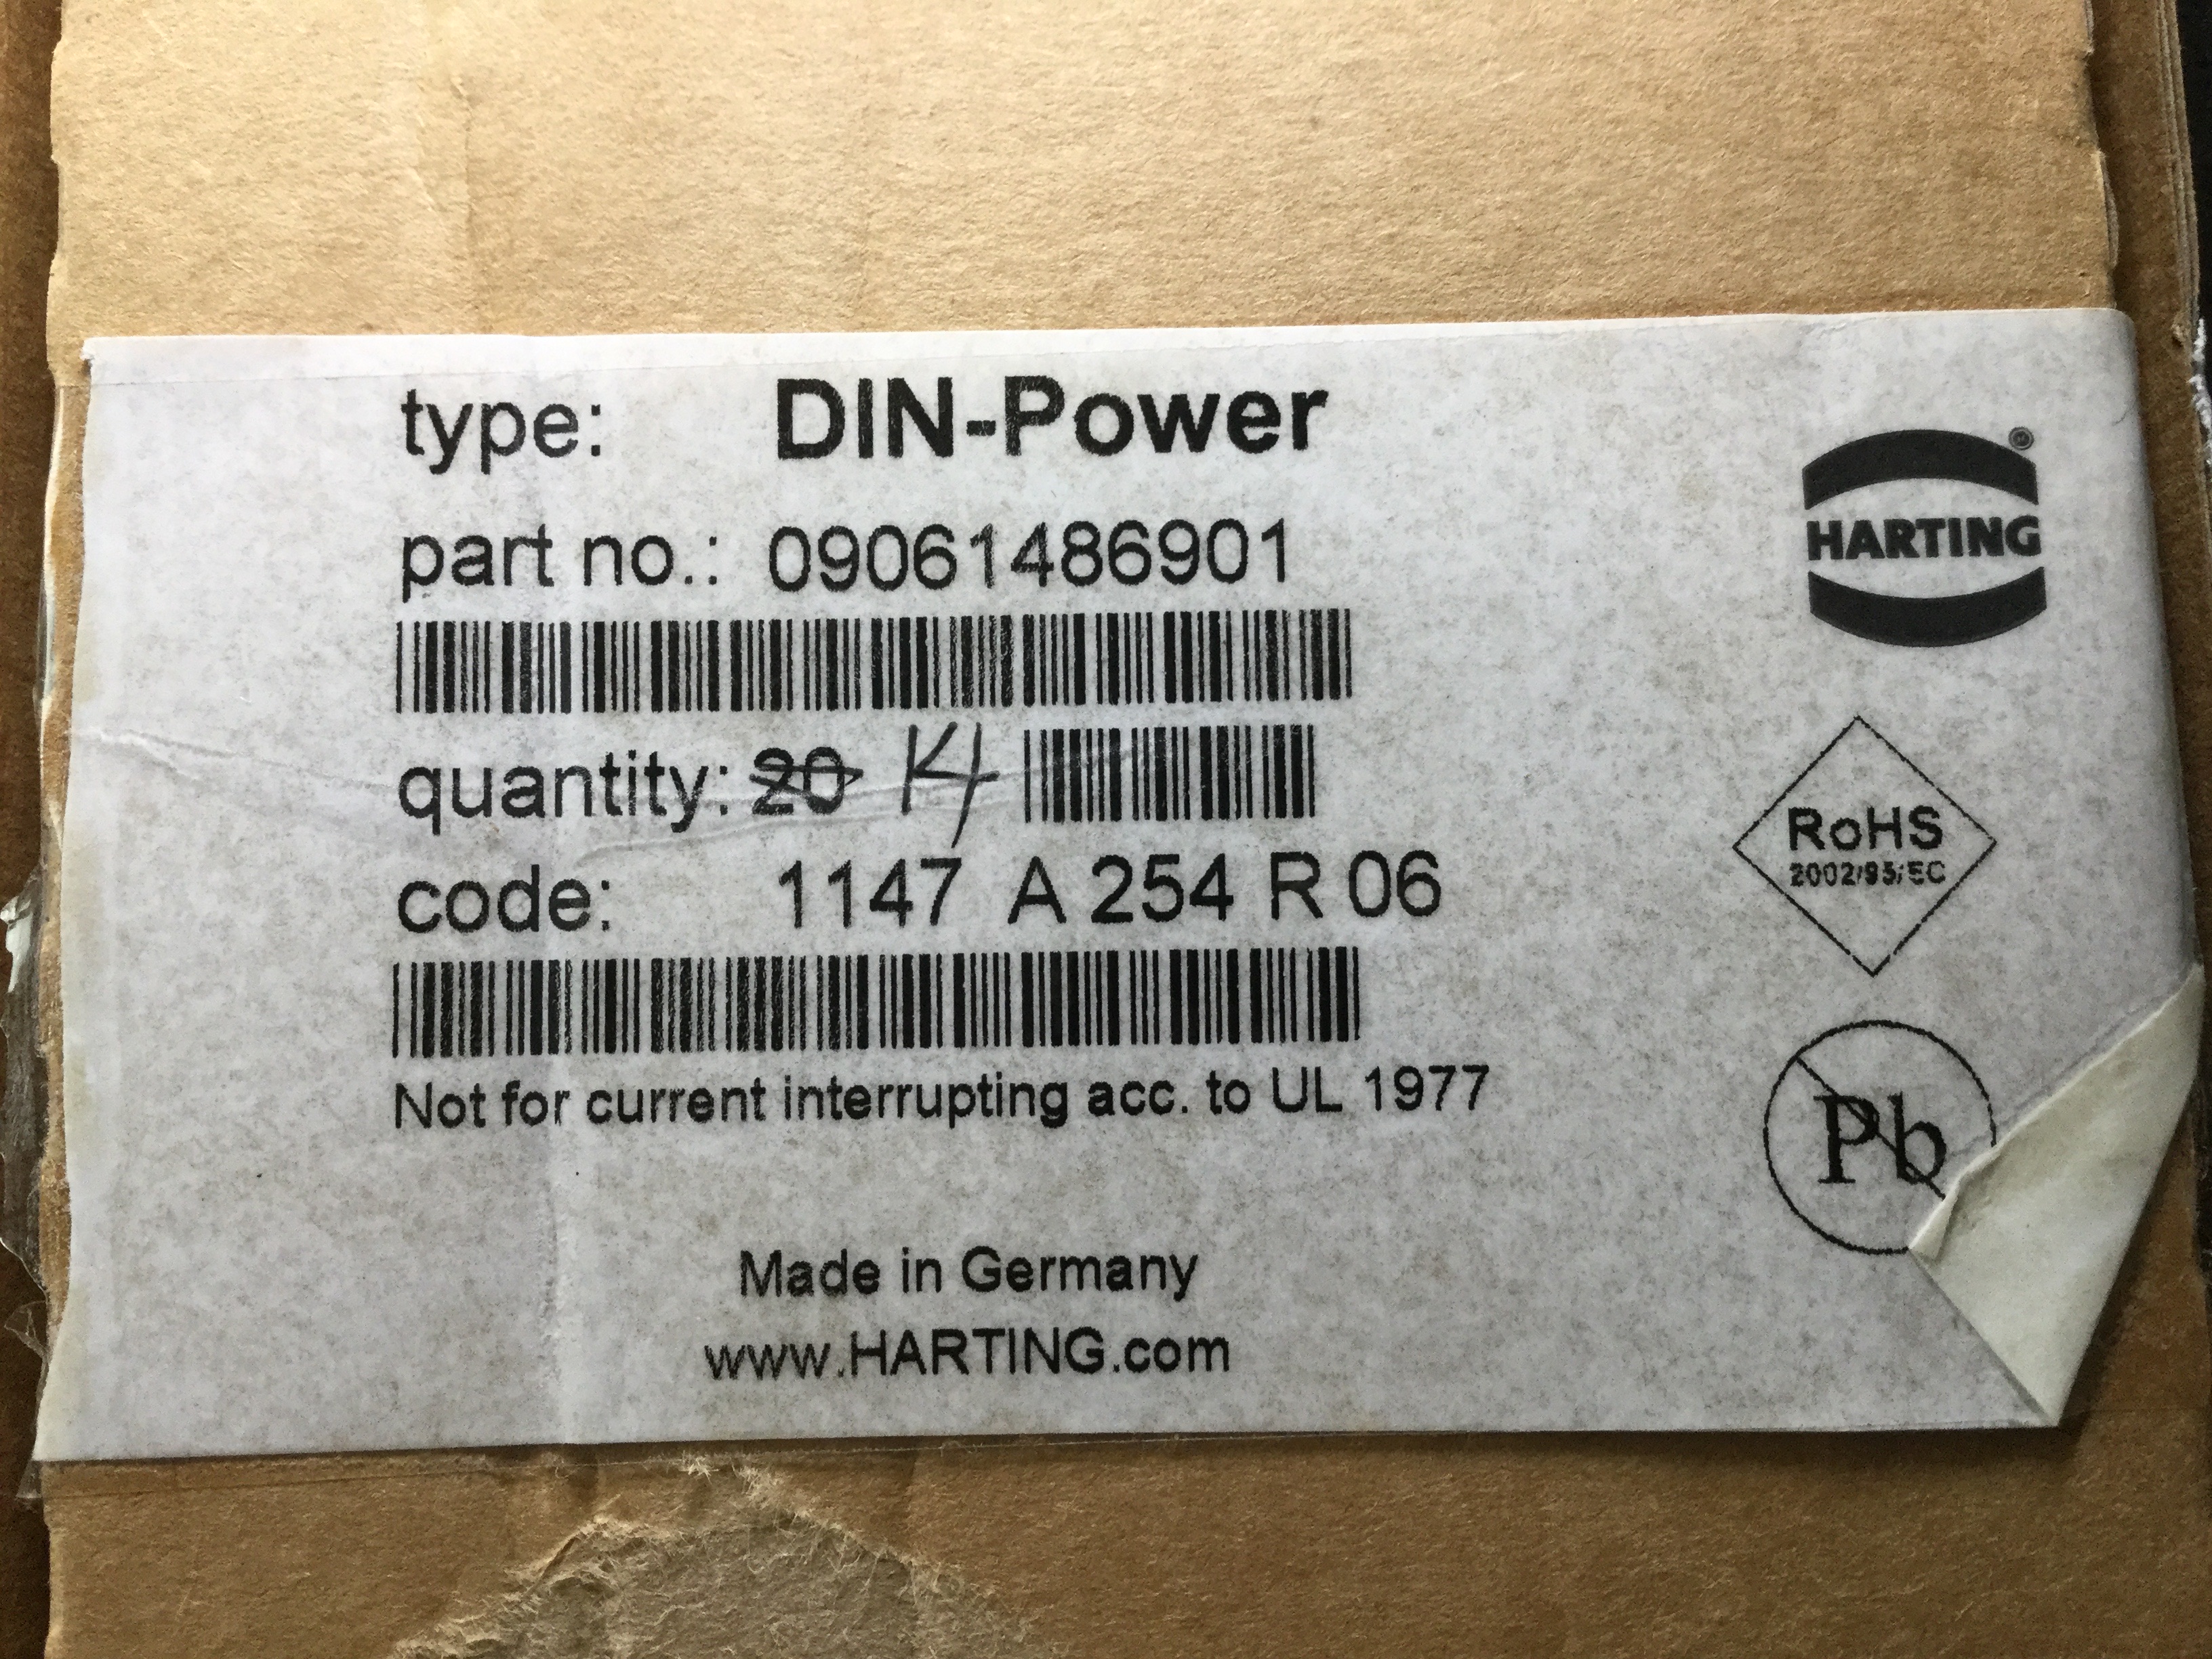 type: DIN-Power
part no.: 09061486901
quantity: 20 14
code: 1147 A 254 R 06
Not for current interrupting acc. to UL 1977
Made in Germany
www.HARTING.com
HARTING
RoHS
2002/95/EC
Pb